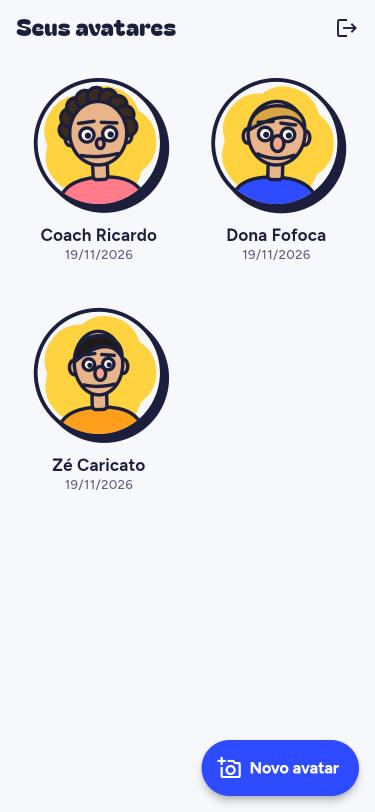 Seus avatares
Coach Ricardo
19/11/2026
Dona Fofoca
19/11/2026
Zé Caricato
19/11/2026
Novo avatar